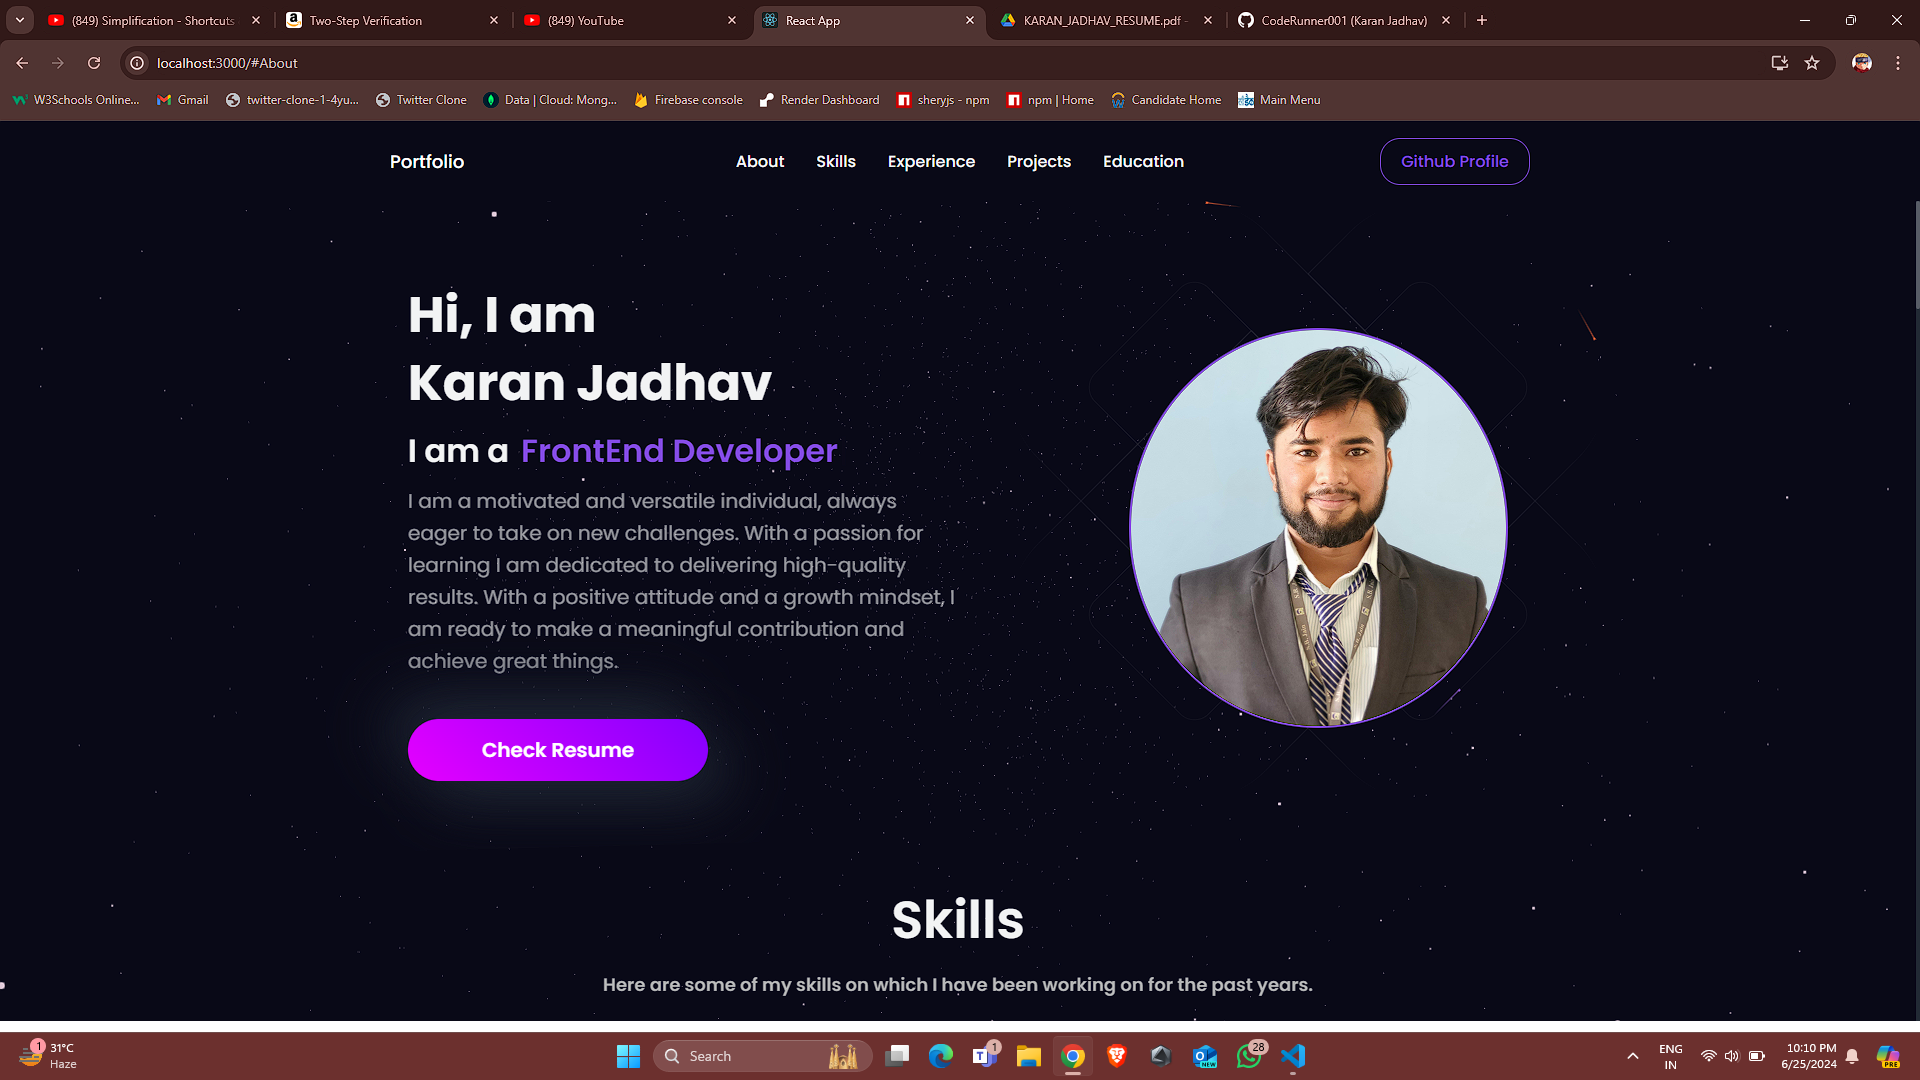 (849) Simplification - Shortcuts
Two-Step Verification
(849) YouTube
React App
KARAN_JADHAV_RESUME.pdf -
CodeRunner001 (Karan Jadhav)
localhost:3000/#About
W3Schools Online...
Gmail
twitter-clone-1-4yu...
Twitter Clone
Data | Cloud: Mong...
Firebase console
Render Dashboard
sheryjs - npm
npm | Home
Candidate Home
Main Menu
Portfolio
About
Skills
Experience
Projects
Education
Github Profile
Hi, I am
Karan Jadhav
I am a FrontEnd Developer
I am a motivated and versatile individual, always
eager to take on new challenges. With a passion for
learning I am dedicated to delivering high-quality
results. With a positive attitude and a growth mindset, I
am ready to make a meaningful contribution and
achieve great things.
Check Resume
Skills
Here are some of my skills on which I have been working on for the past years.
1
31°C
Haze
Search
1
NEW
28
ENG
IN
10:10 PM
6/25/2024
PRE